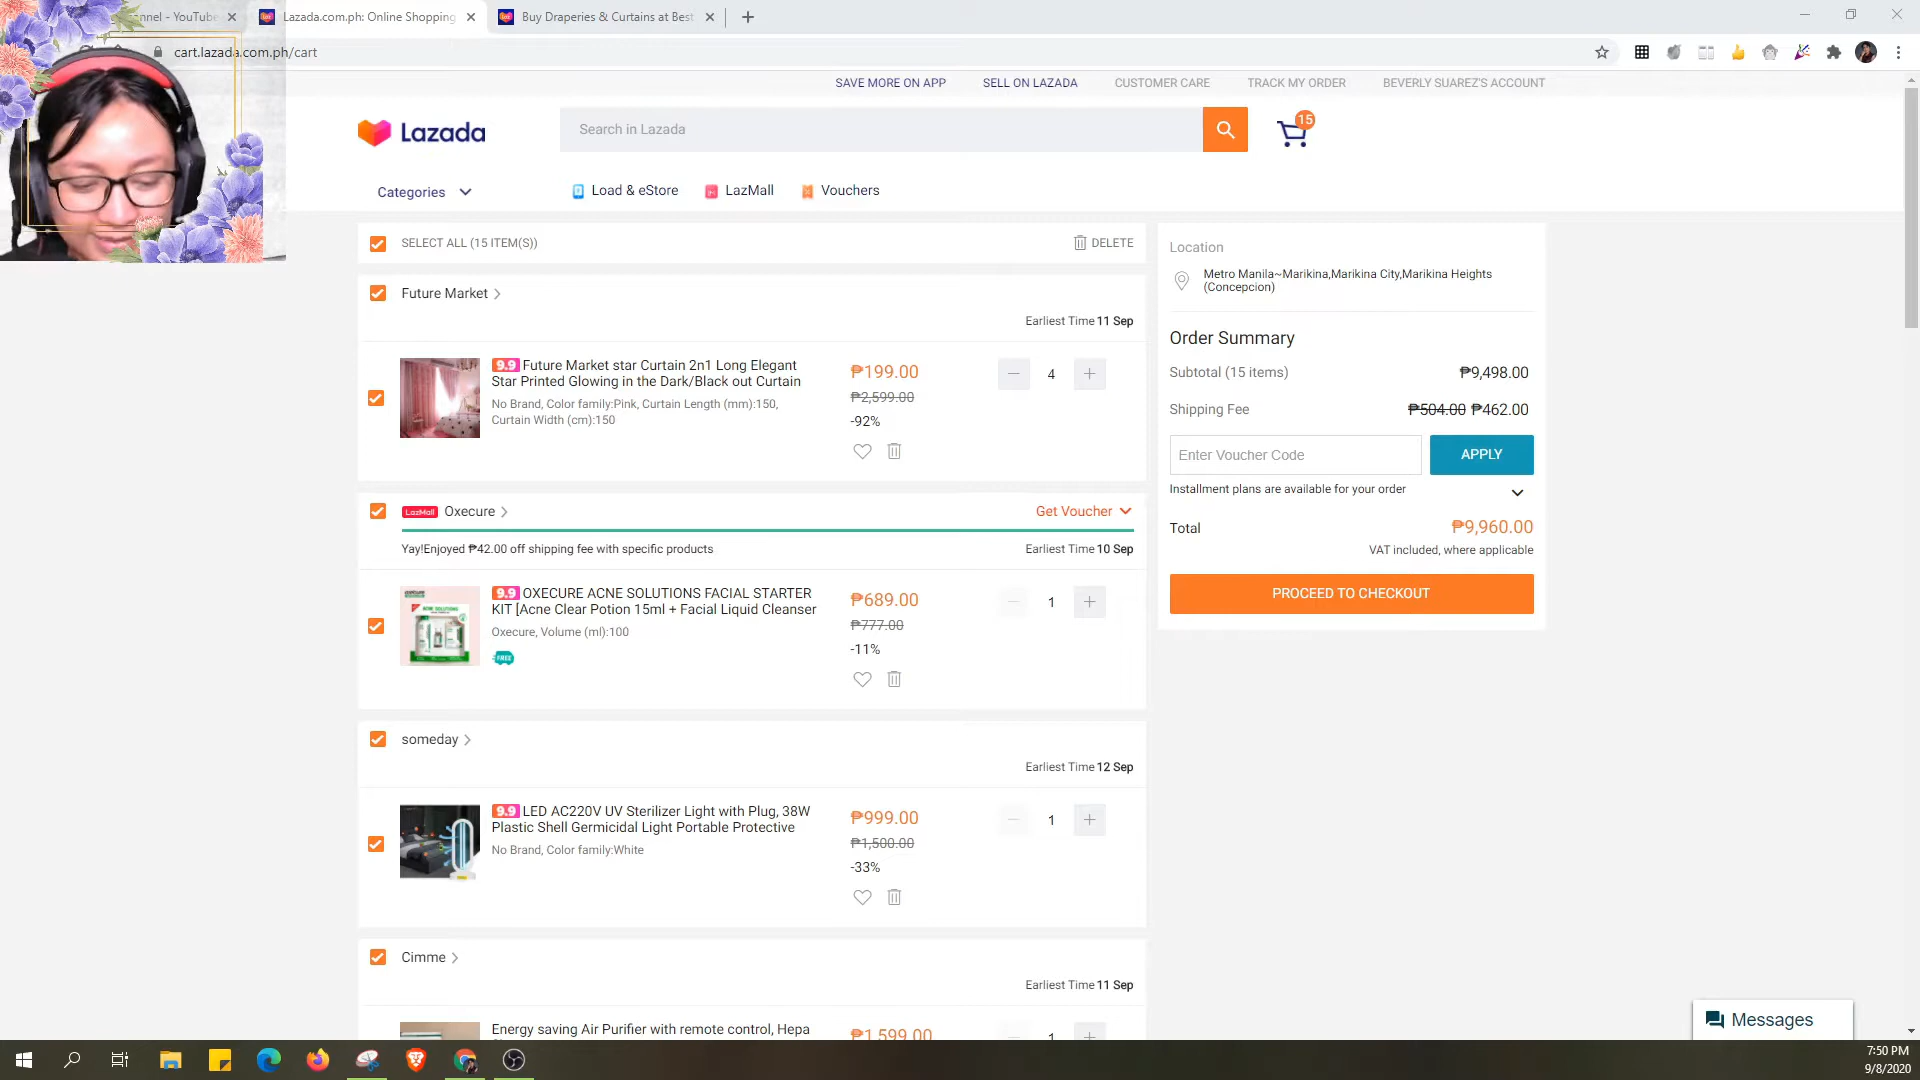 annel - YouTube
Lazada.com.ph: Online Shopping
Buy Draperies & Curtains at Best
cart.lazada.com.ph/cart
SAVE MORE ON APP
SELL ON LAZADA
CUSTOMER CARE
TRACK MY ORDER
BEVERLY SUAREZ'S ACCOUNT
Lazada
Search in Lazada
15
Categories
Load & eStore
LazMall
Vouchers
SELECT ALL (15 ITEM(S))
DELETE
Future Market
Earliest Time 11 Sep
9.9 Future Market star Curtain 2n1 Long Elegant
Star Printed Glowing in the Dark/Black out Curtain
No Brand, Color family:Pink, Curtain Length (mm):150,
Curtain Width (cm):150
₱199.00
₱2,599.00
-92%
4
LazMall Oxecure
Get Voucher
Yay!Enjoyed ₱42.00 off shipping fee with specific products
Earliest Time 10 Sep
9.9 OXECURE ACNE SOLUTIONS FACIAL STARTER
KIT [Acne Clear Potion 15ml + Facial Liquid Cleanser
Oxecure, Volume (ml):100
FREE
₱689.00
₱777.00
-11%
1
someday
Earliest Time 12 Sep
9.9 LED AC220V UV Sterilizer Light with Plug, 38W
Plastic Shell Germicidal Light Portable Protective
No Brand, Color family:White
₱999.00
₱1,500.00
-33%
1
Cimme
Earliest Time 11 Sep
Energy saving Air Purifier with remote control, Hepa
₱1,599.00
1
Location
Metro Manila~Marikina,Marikina City,Marikina Heights
(Concepcion)
Order Summary
Subtotal (15 items)
₱9,498.00
Shipping Fee
₱504.00 ₱462.00
Enter Voucher Code
APPLY
Installment plans are available for your order
Total
₱9,960.00
VAT included, where applicable
PROCEED TO CHECKOUT
Messages
7:50 PM
9/8/2020